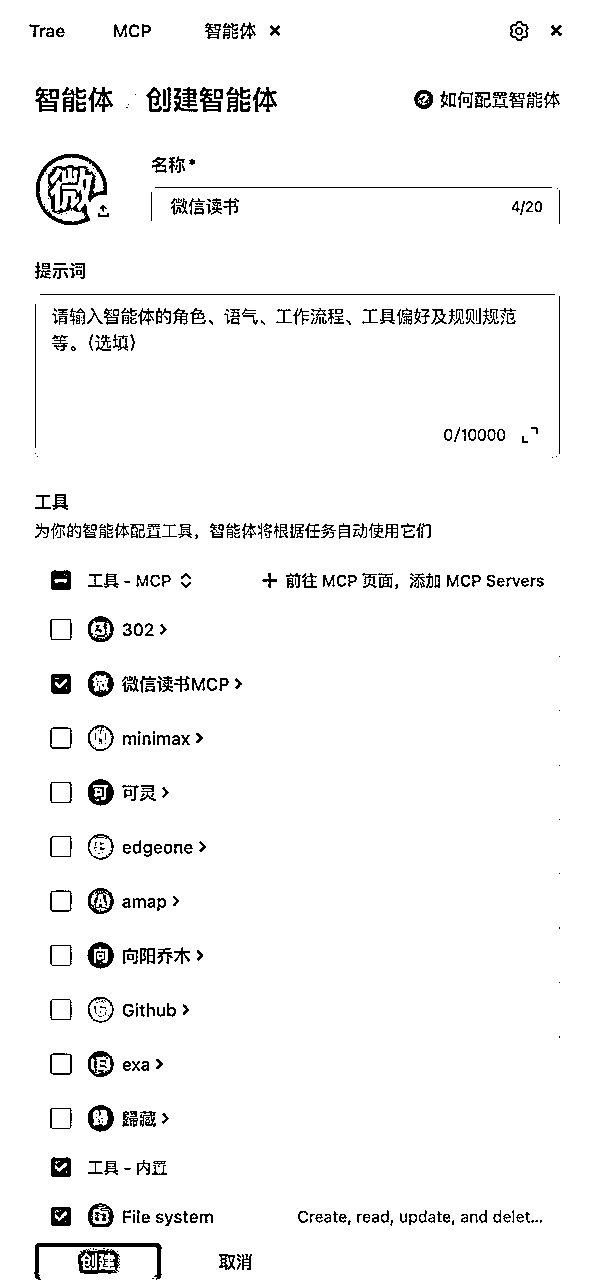 Trae MCP 智能体
智能体 / 创建智能体 如何配置智能体
微
名称*
微信读书 4/20
提示词
请输入智能体的角色、语气、工作流程、工具偏好及规则规范
等。(选填)
0/10000
工具
为你的智能体配置工具，智能体将根据任务自动使用它们
工具 - MCP 前往 MCP 页面，添加 MCP Servers
302
微信读书MCP
minimax
可 可灵
edgeone
A amap
向 向阳乔木
Github
E exa
歸藏
工具 - 内置
File system Create, read, update, and delet...
创建 取消